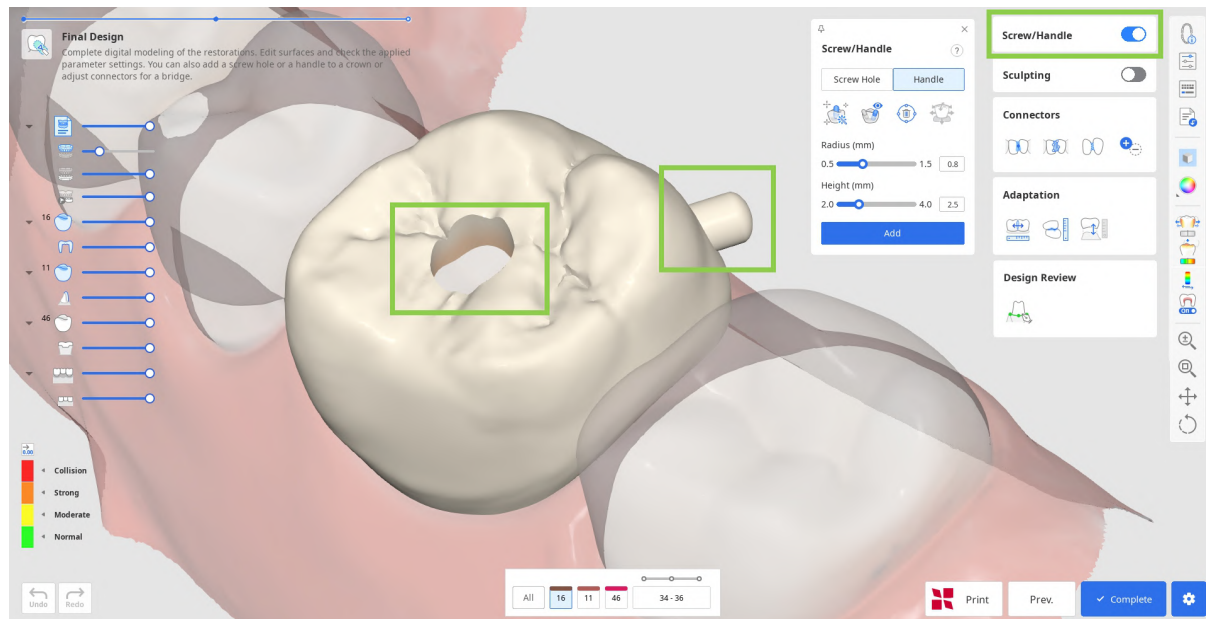 Final Design
Complete digital modeling of the restorations. Edit surfaces and check the applied
parameter settings. You can also add a screw hole or a handle to a crown or
adjust connectors for a bridge.
16
11
46
0.00
Collision
Strong
Moderate
Normal
Undo
Redo
Screw/Handle
?
Screw Hole
Handle
Radius (mm)
0.5
1.5
0.8
Height (mm)
2.0
4.0
2.5
Add
Screw/Handle
Sculpting
Connectors
Adaptation
Design Review
ON
All
16
11
46
34 - 36
Print
Prev.
Complete